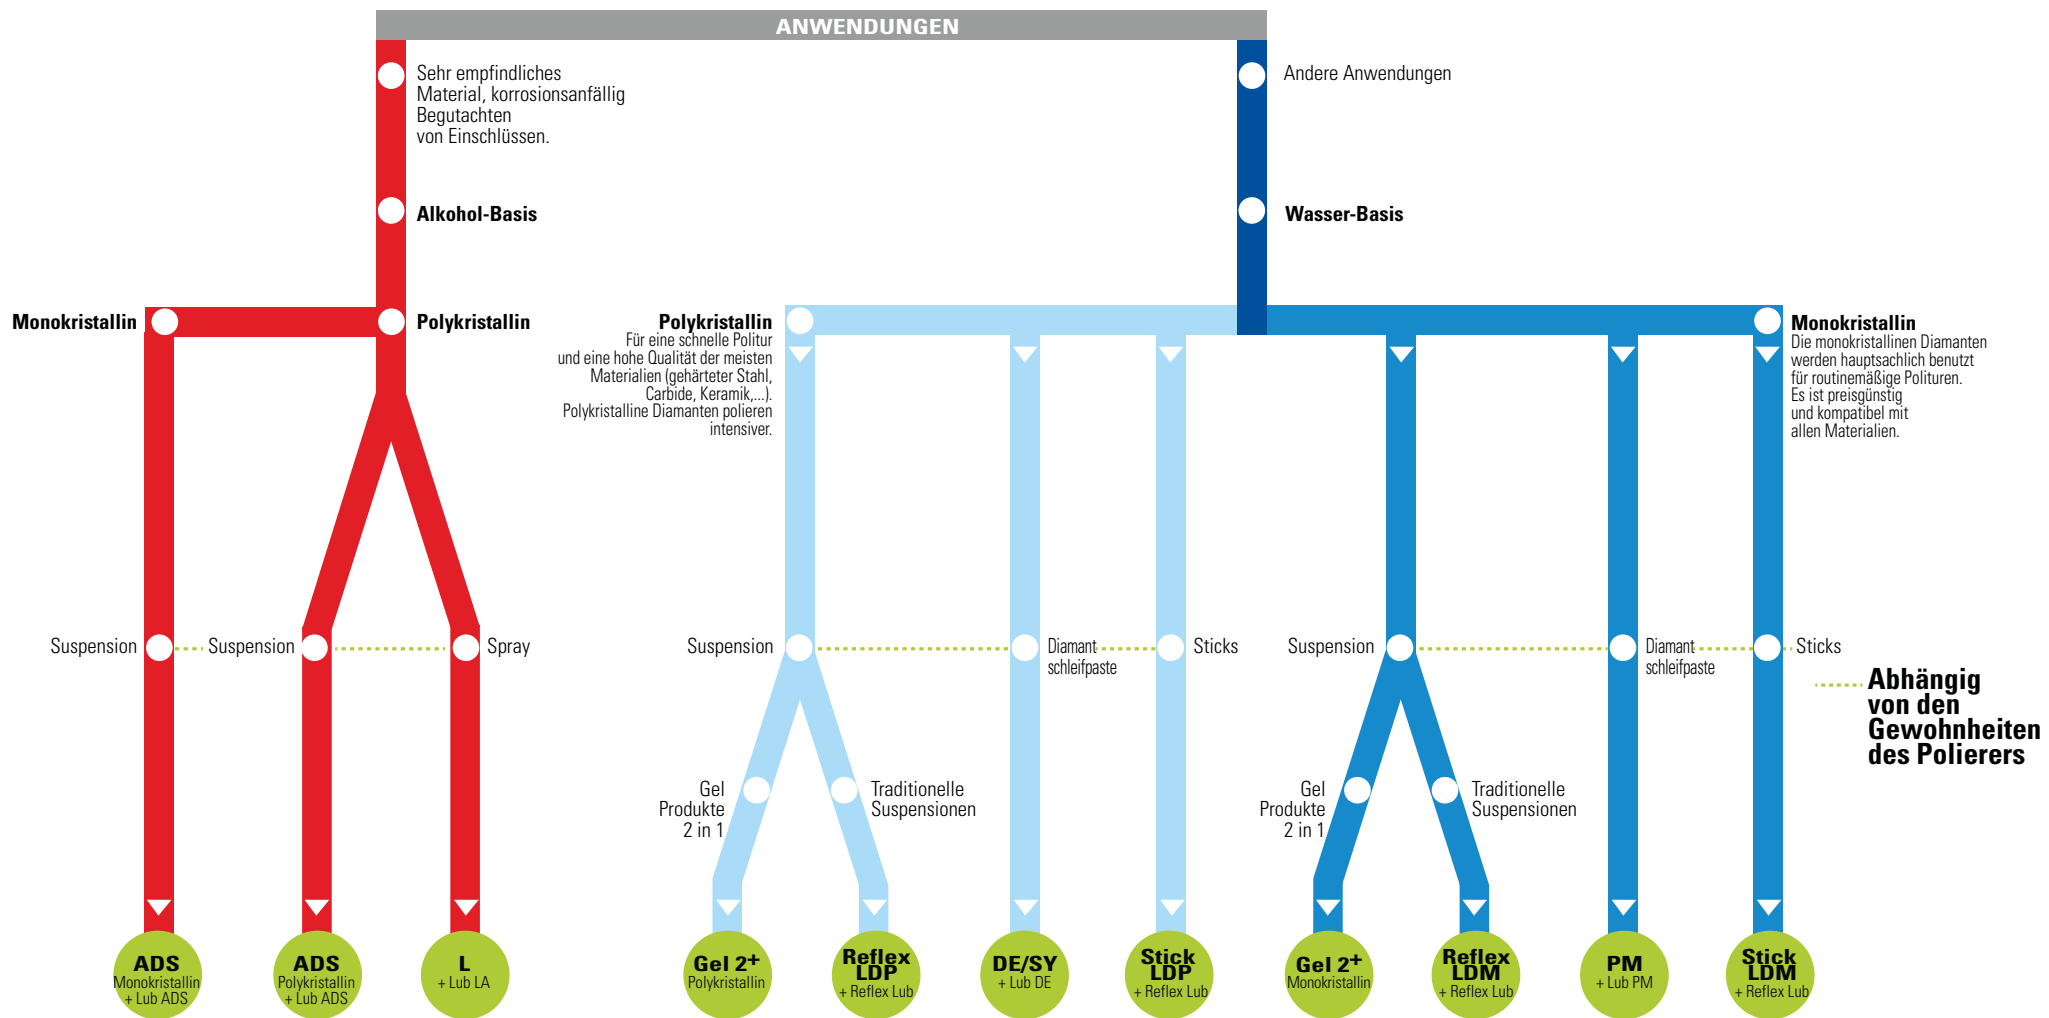 ANWENDUNGEN
Sehr empfindliches
Material, korrosionsanfällig
Begutachten
von Einschlüssen.
Andere Anwendungen
Alkohol-Basis
Wasser-Basis
Monokristallin
Polykristallin
Polykristallin
Für eine schnelle Politur
und eine hohe Qualität der meisten
Materialien (gehärteter Stahl,
Carbide, Keramik,...).
Polykristalline Diamanten polieren
intensiver.
Monokristallin
Die monokristallinen Diamanten
werden hauptsachlich benutzt
für routinemäßige Polituren.
Es ist preisgünstig
und kompatibel mit
allen Materialien.
Suspension
Suspension
Spray
Suspension
Diamant
schleifpaste
Sticks
Suspension
Diamant
schleifpaste
Sticks
Abhängig
von den
Gewohnheiten
des Polierers
Gel
Produkte
2 in 1
Traditionelle
Suspensionen
Gel
Produkte
2 in 1
Traditionelle
Suspensionen
ADS
Monokristallin
+ Lub ADS
ADS
Polykristallin
+ Lub ADS
L
+ Lub LA
Gel 2+
Polykristallin
Reflex
LDP
+ Reflex Lub
DE/SY
+ Lub DE
Stick
LDP
+ Reflex Lub
Gel 2+
Monokristallin
Reflex
LDM
+ Reflex Lub
PM
+ Lub PM
Stick
LDM
+ Reflex Lub